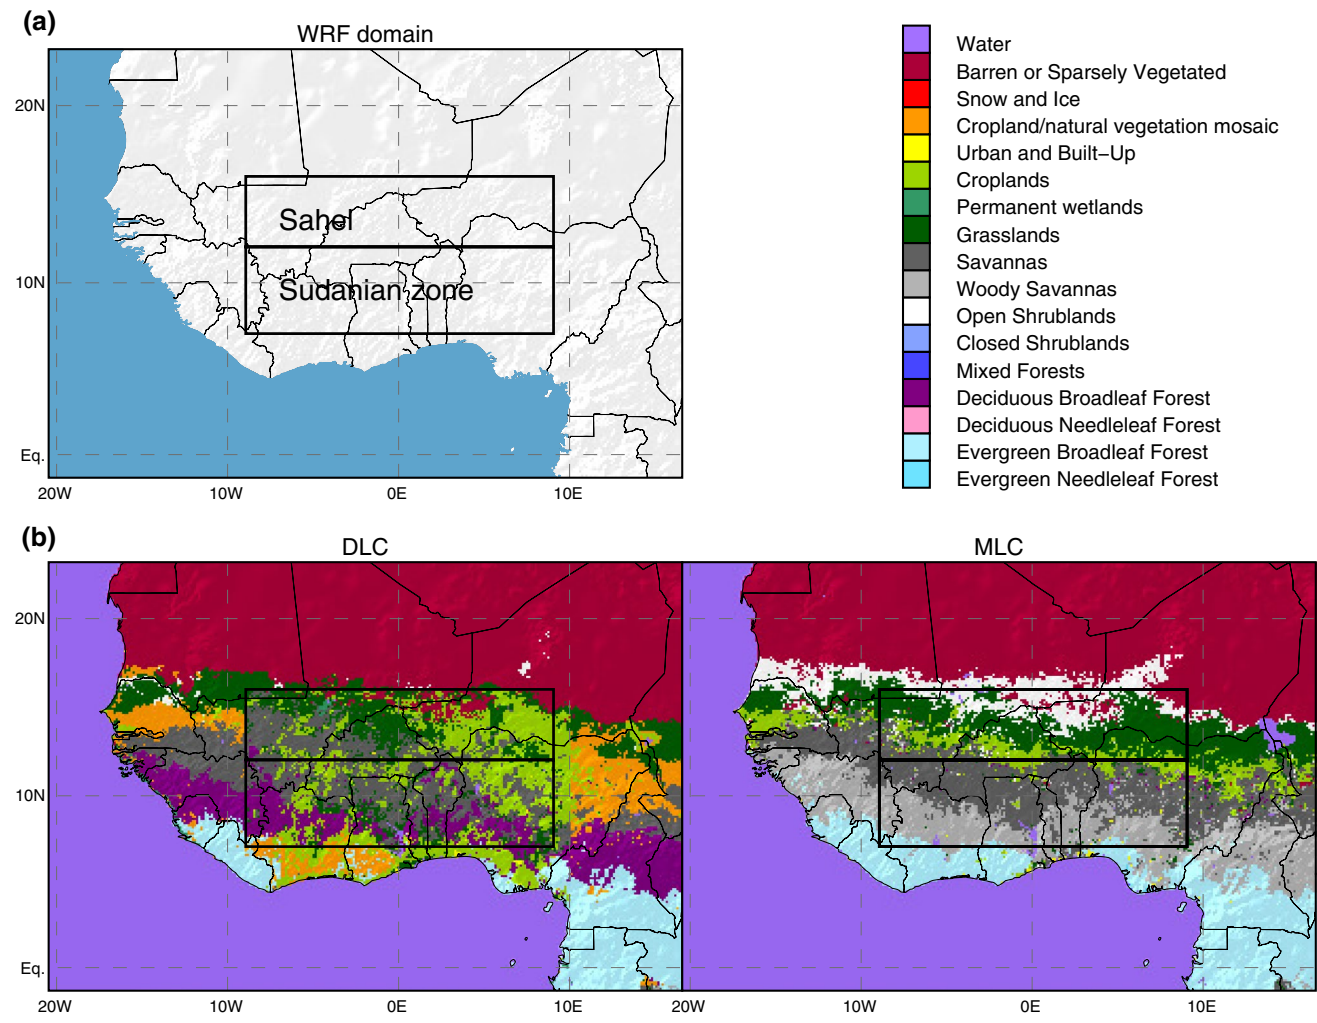 (a)
WRF domain
20N
10N
Eq.
20W 10W 0E 10E
Sahel
Sudanian zone
Water
Barren or Sparsely Vegetated
Snow and Ice
Cropland/natural vegetation mosaic
Urban and Built−Up
Croplands
Permanent wetlands
Grasslands
Savannas
Woody Savannas
Open Shrublands
Closed Shrublands
Mixed Forests
Deciduous Broadleaf Forest
Deciduous Needleleaf Forest
Evergreen Broadleaf Forest
Evergreen Needleleaf Forest
(b)
DLC MLC
20N
10N
Eq.
20W 10W 0E 10E 20W 10W 0E 10E